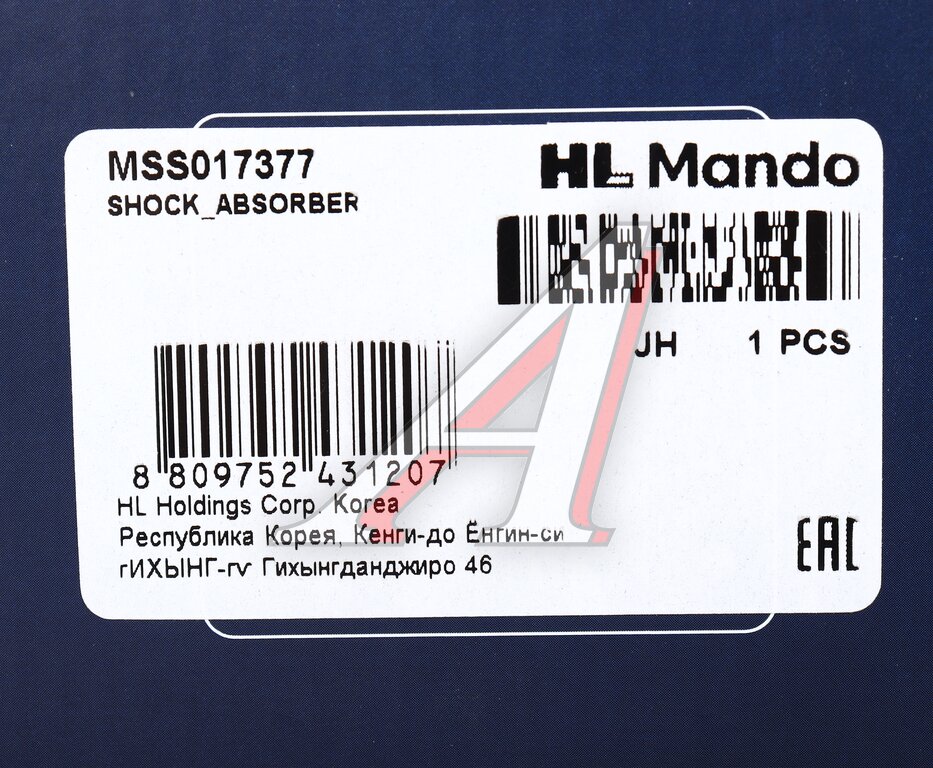 MSS017377
SHOCK_ABSORBER
HL Mando
JH 1 PCS
8 809752 431207
HL Holdings Corp. Korea
Республика Корея, Кенги-до Ёнгин-си
гИХЫНГ-гу Гихынгданджиро 46
EAC
A